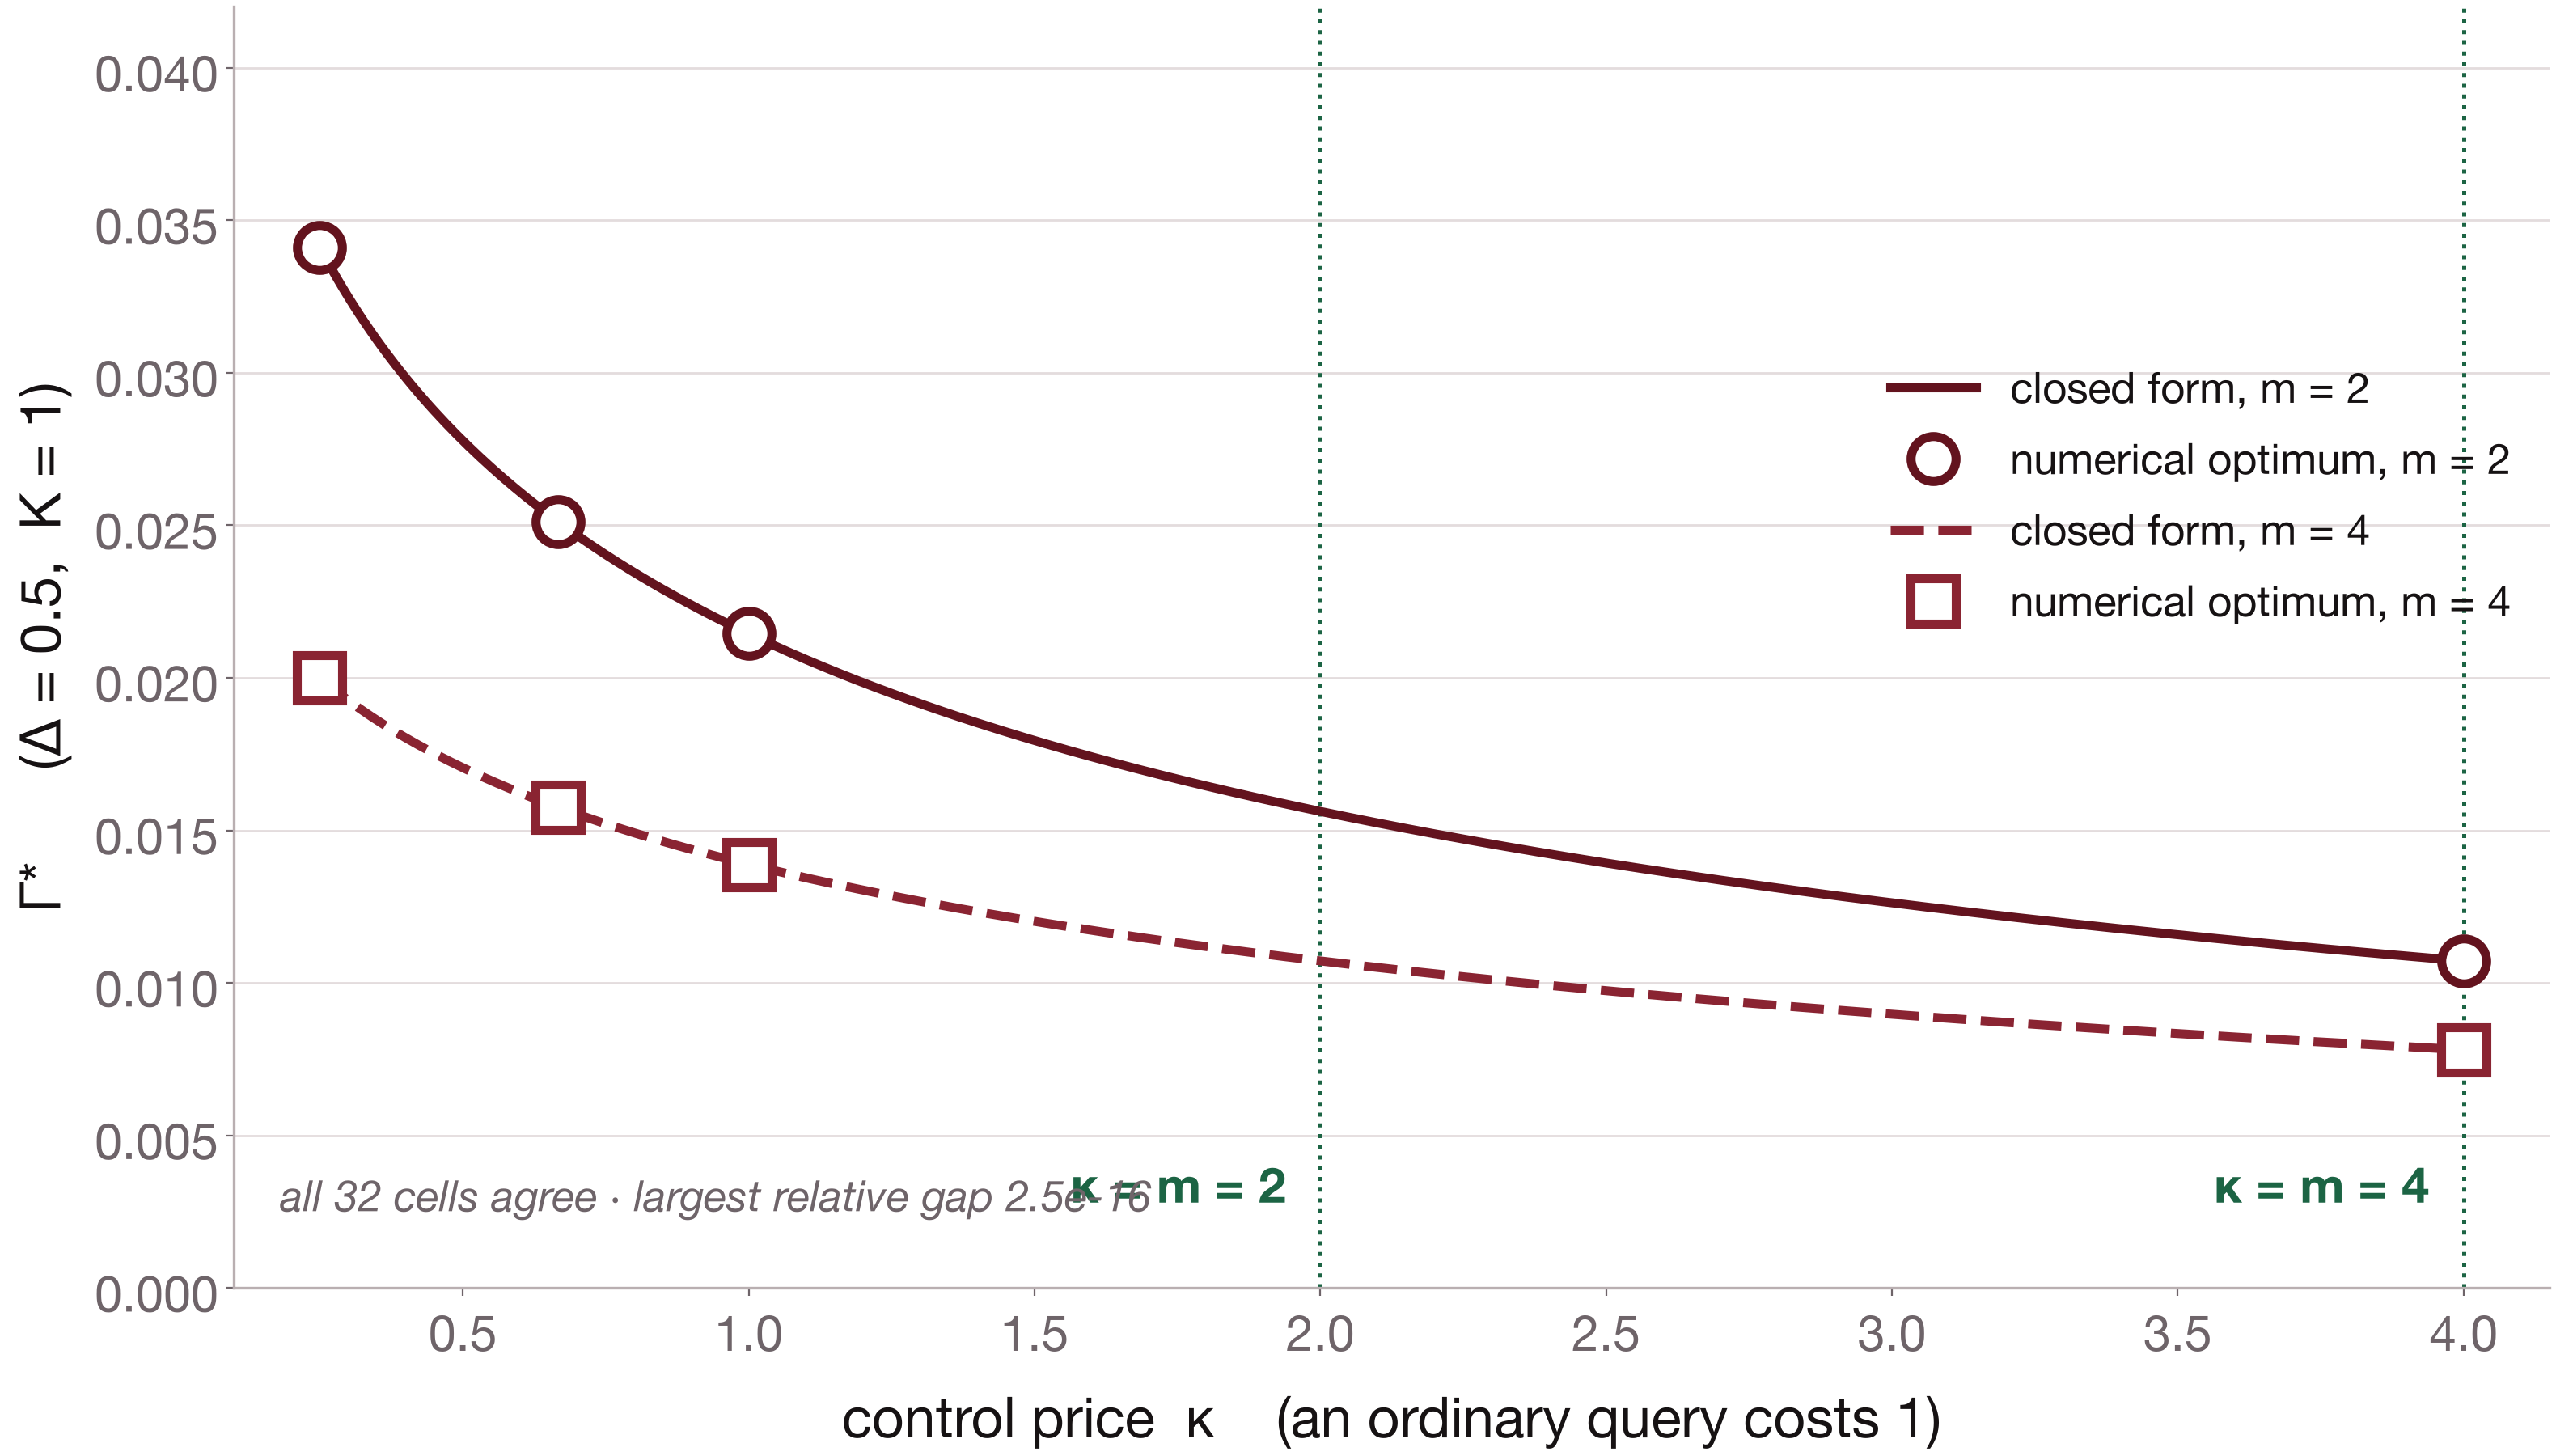 0.040
0.035
0.030
0.025
0.020
0.015
0.010
0.005
0.000
Γ* (Δ = 0.5, K = 1)
closed form, m = 2
numerical optimum, m = 2
closed form, m = 4
numerical optimum, m = 4
all 32 cells agree · largest relative gap 2.5e-16
κ = m = 2
κ = m = 4
0.5 1.0 1.5 2.0 2.5 3.0 3.5 4.0
control price κ (an ordinary query costs 1)